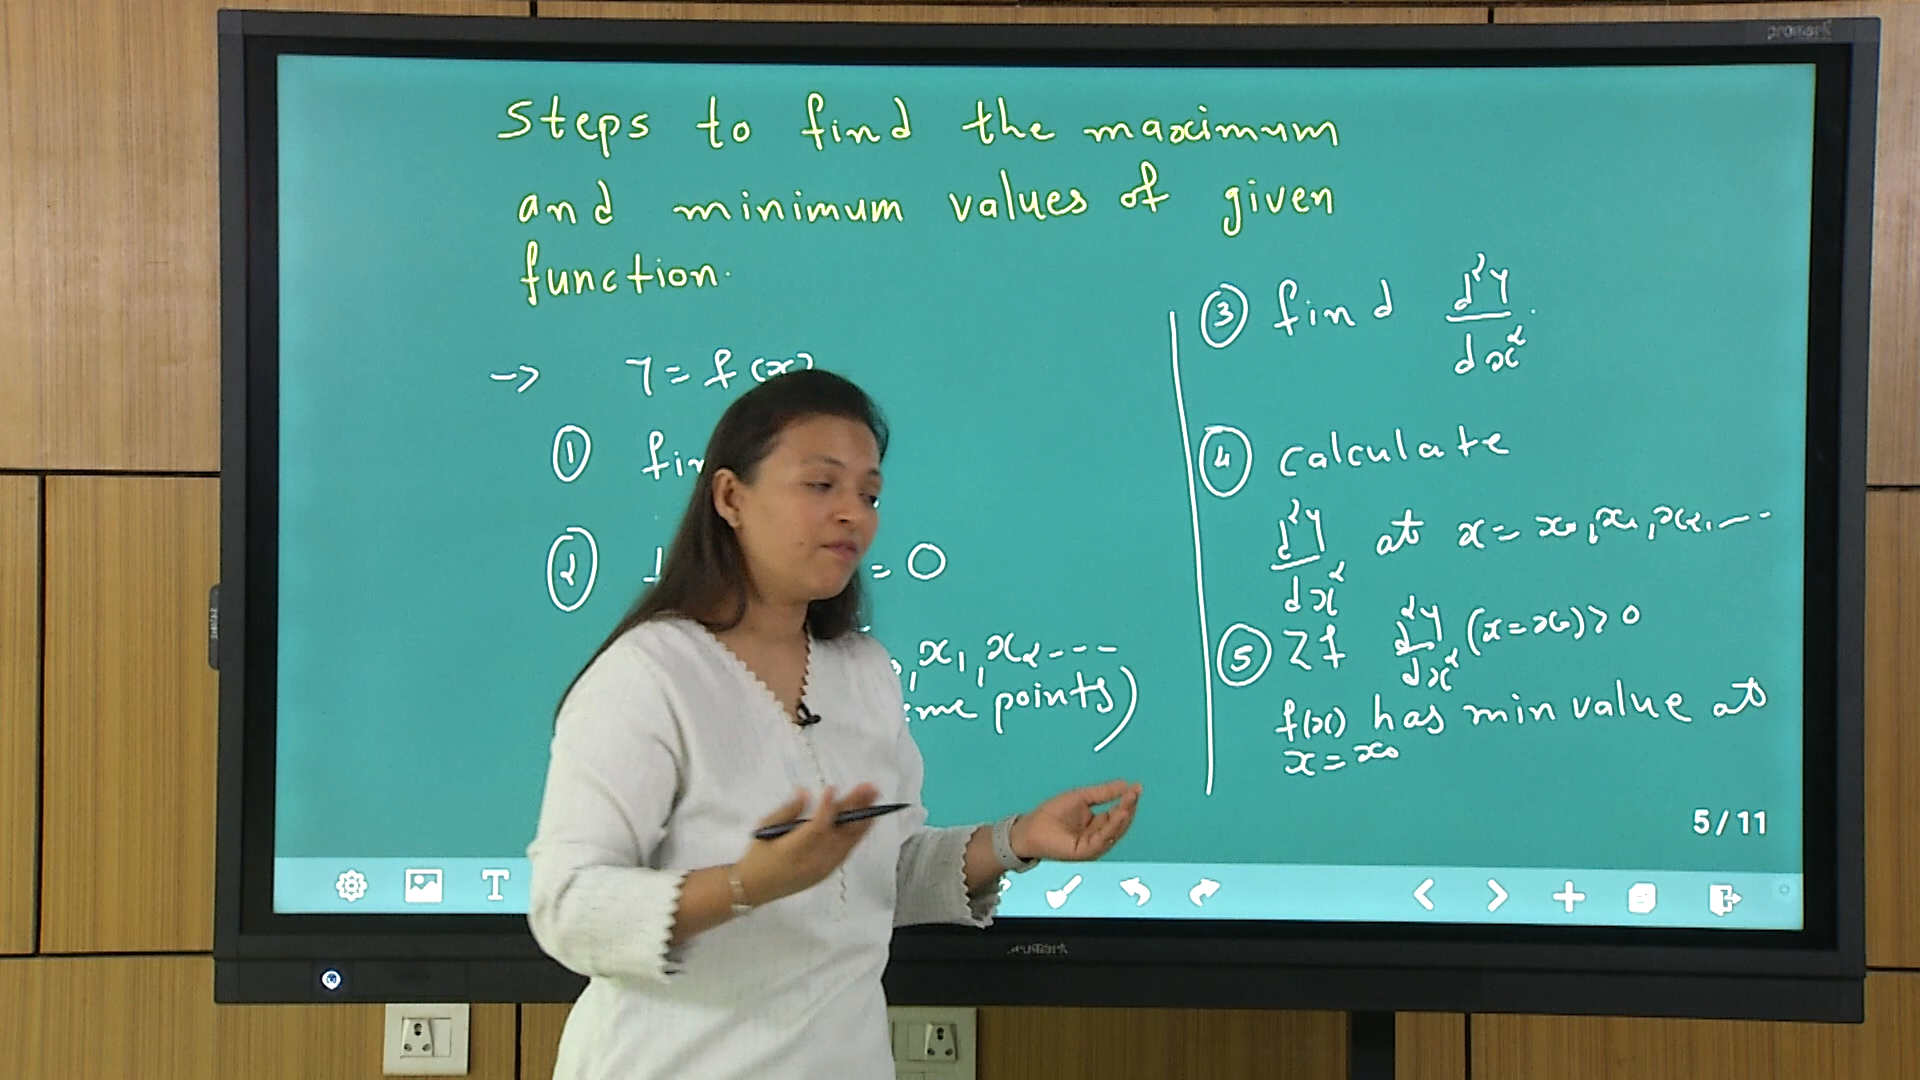 promark
Steps to find the maximum
and minimum values of given
function.
→ y = f(x)
①
② = 0
, x₁, x₂ ---
points)
③ find d²y/dx².
④ calculate
d²y/dx² at x = x₀, x₁, x₂, ---
⑤ If d²y/dx² (x=x₀) > 0
f(x) has min value at
x = x₀
5/11
T